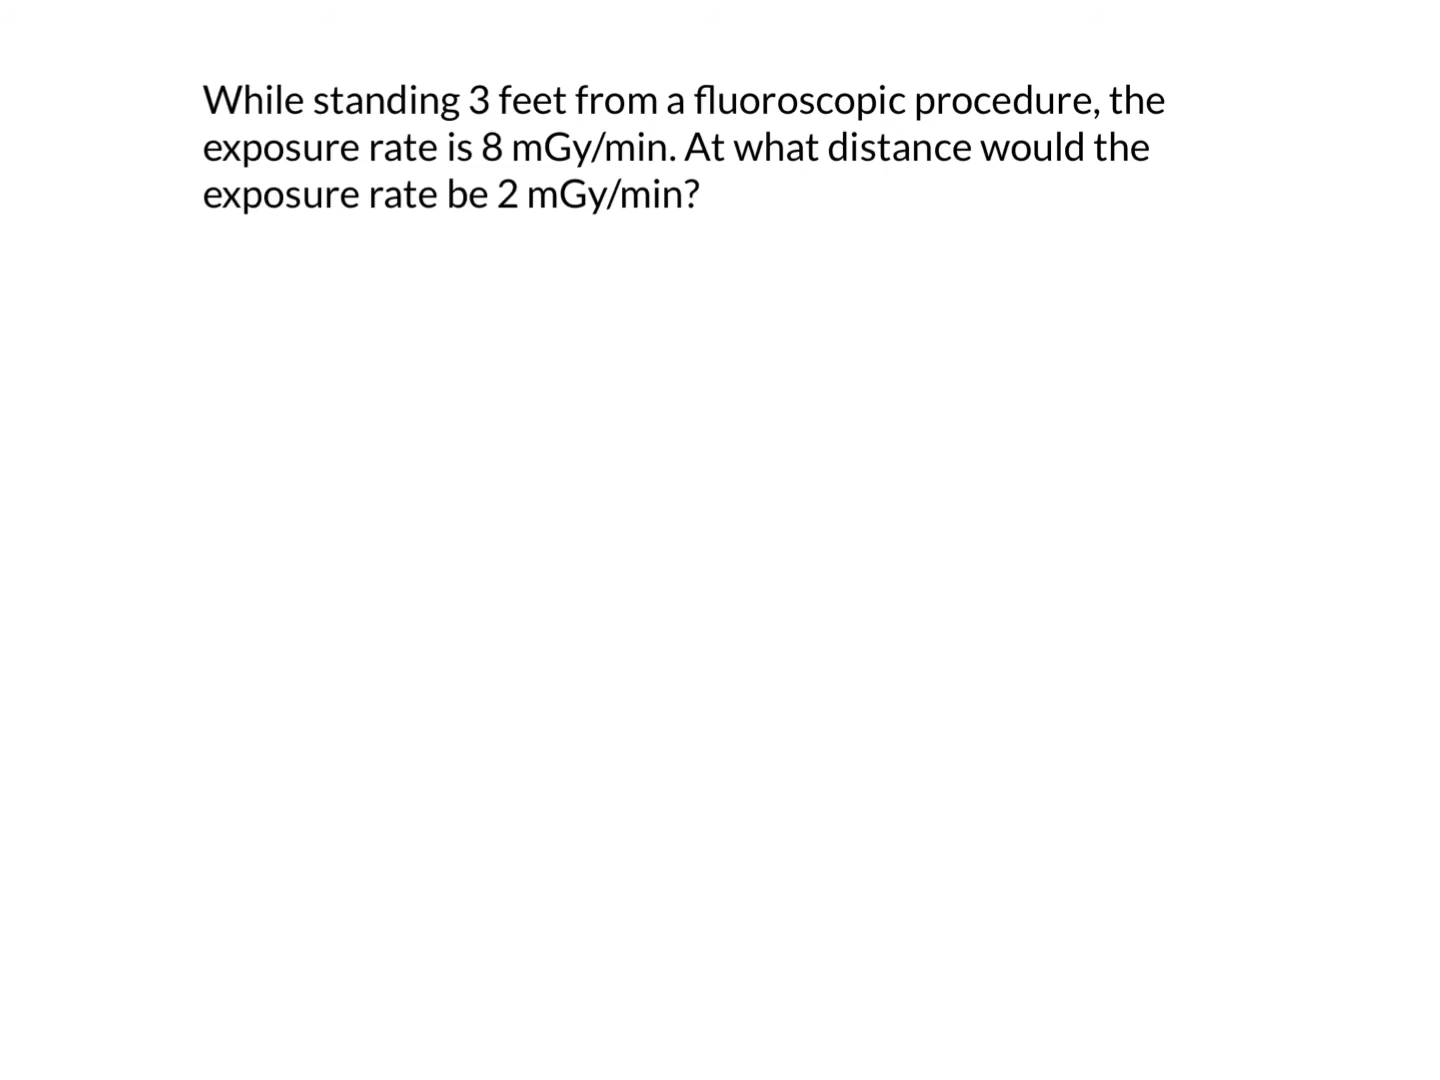 While standing 3 feet from a fluoroscopic procedure, the
exposure rate is 8 mGy/min. At what distance would the
exposure rate be 2 mGy/min?